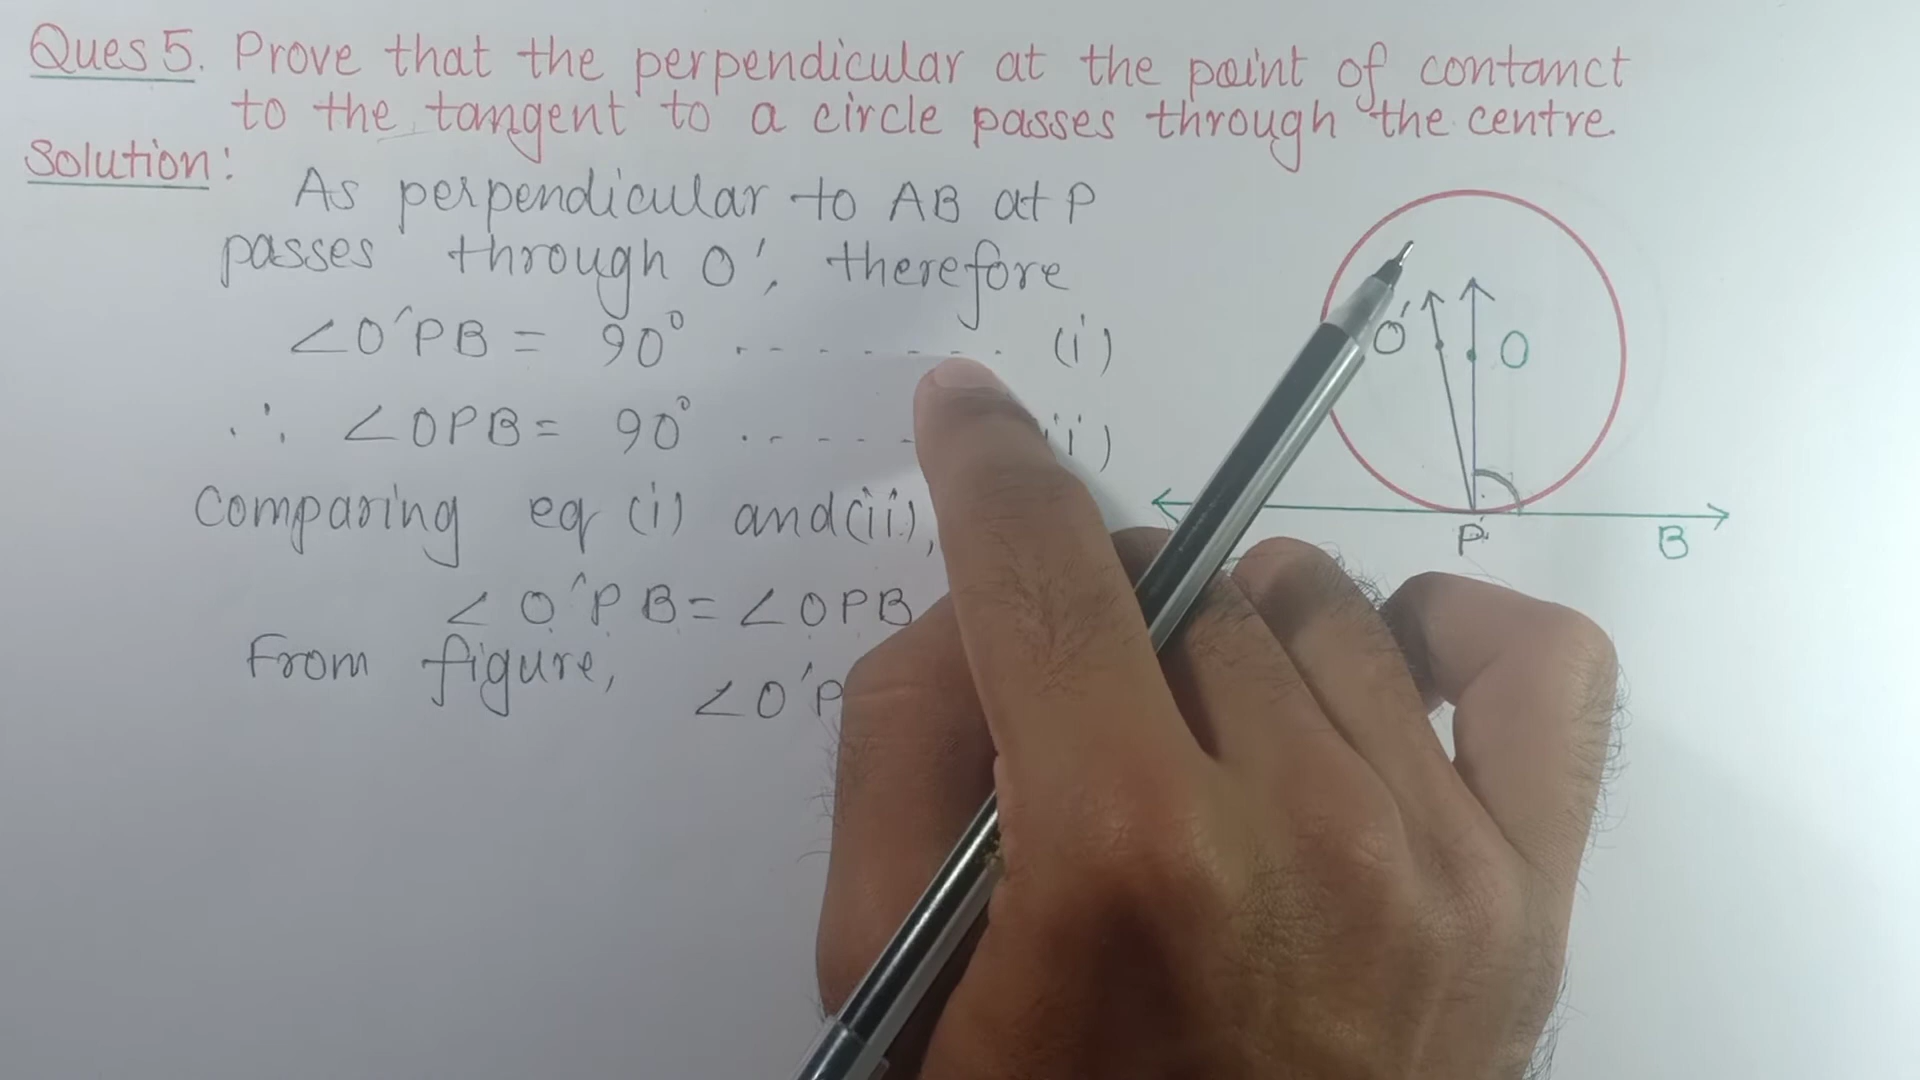 Ques 5. Prove that the perpendicular at the point of contanct
to the tangent to a circle passes through the centre.
Solution:
As perpendicular to AB at P
passes through O', therefore
∠O'PB = 90° ........ (i)
∴ ∠OPB = 90° ..... ii)
Comparing eq (i) and (ii),
∠O'PB = ∠OPB
From figure,
∠O'P
O'
O
P
B